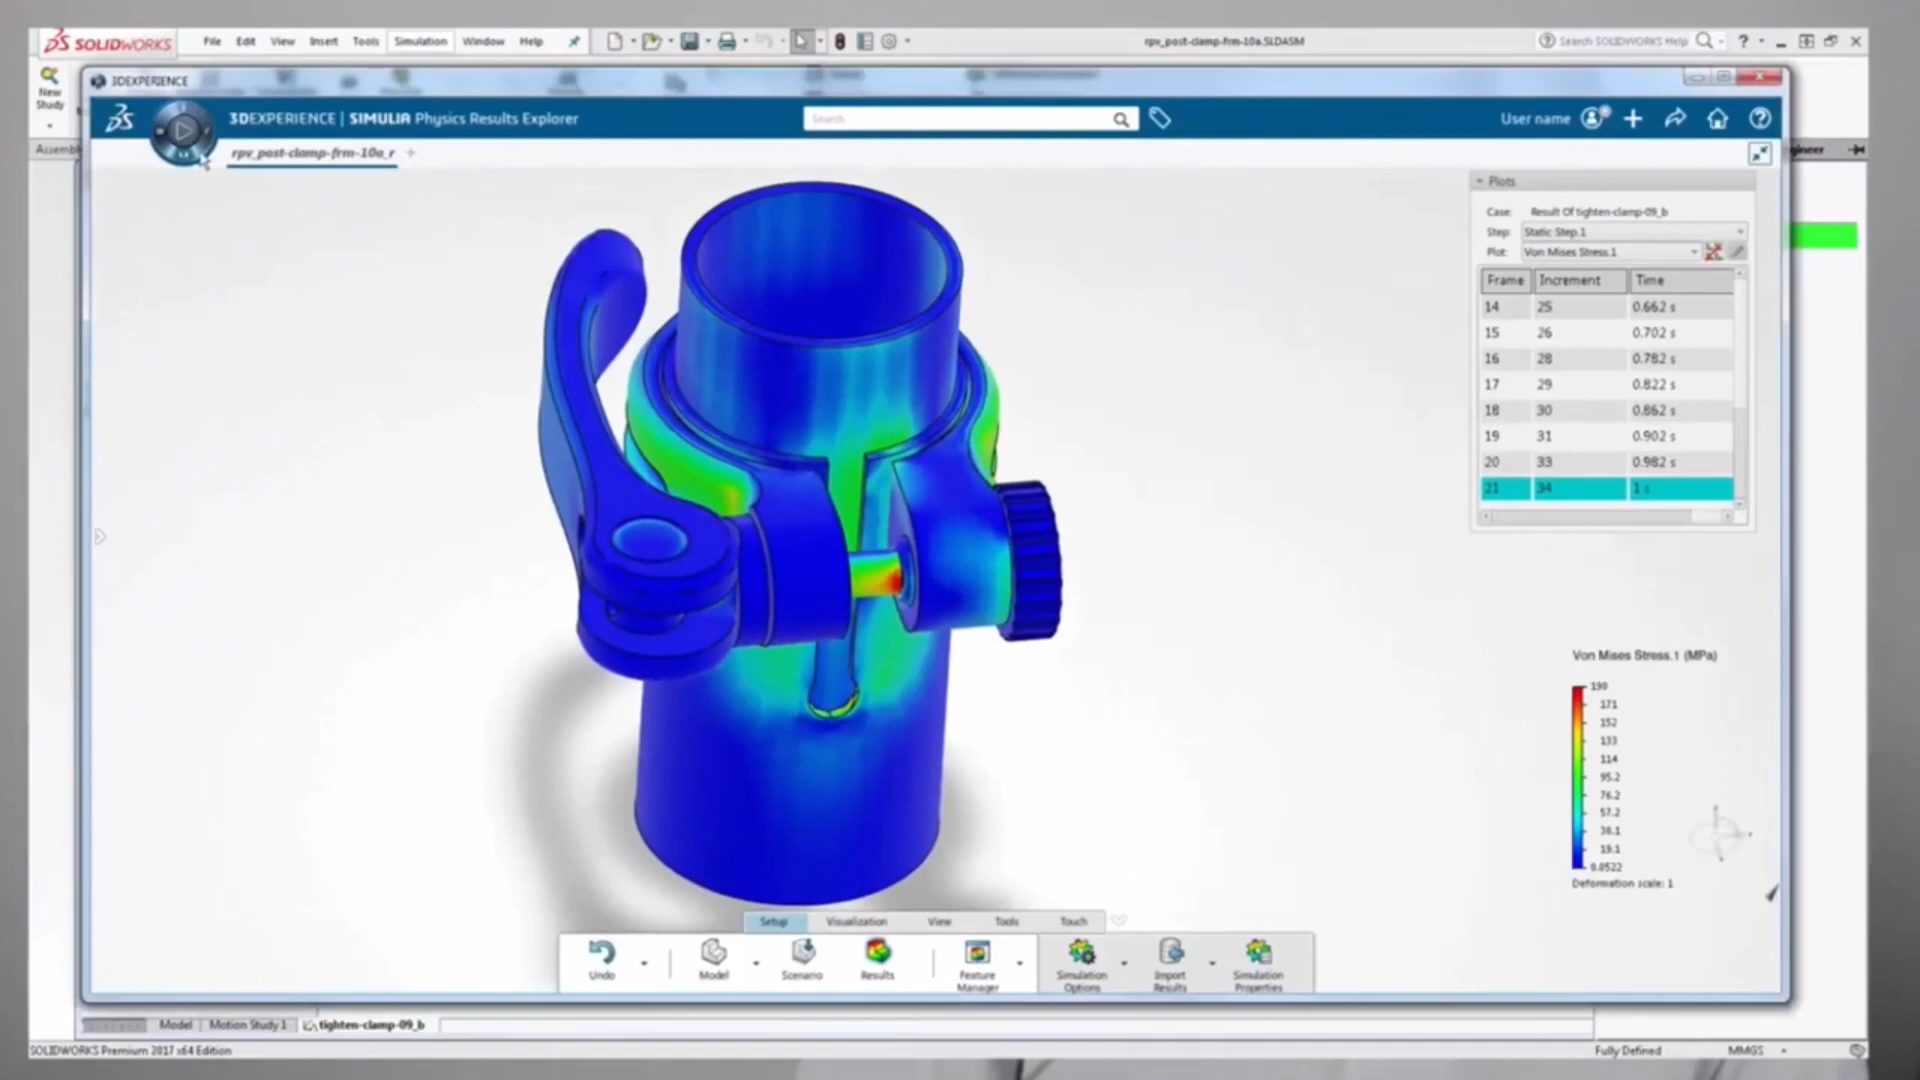 SOLIDWORKS File Edit View Insert Tools Simulation Window Help rpv_post-clamp-frm-10a.SLDASM Search SOLIDWORKS Help
New
Study
3DEXPERIENCE
3DEXPERIENCE | SIMULIA Physics Results Explorer Search User name
rpv_post-clamp-frm-10a_r
Plots
Case: Result Of tighten-clamp-09_b
Step: Static Step.1
Plot: Von Mises Stress.1
Frame Increment Time
14 25 0.662 s
15 26 0.702 s
16 28 0.782 s
17 29 0.822 s
18 30 0.862 s
19 31 0.902 s
20 33 0.982 s
21 34 1 s
Von Mises Stress.1 (MPa)
190
171
152
133
114
95.2
76.2
57.2
38.1
19.1
0.0522
Deformation scale: 1
Setup Visualization View Tools Touch
Undo Model Scenario Results Feature Manager Simulation Options Import Results Simulation Properties
Model Motion Study 1 tighten-clamp-09_b
SOLIDWORKS Premium 2017 x64 Edition Fully Defined MMGS